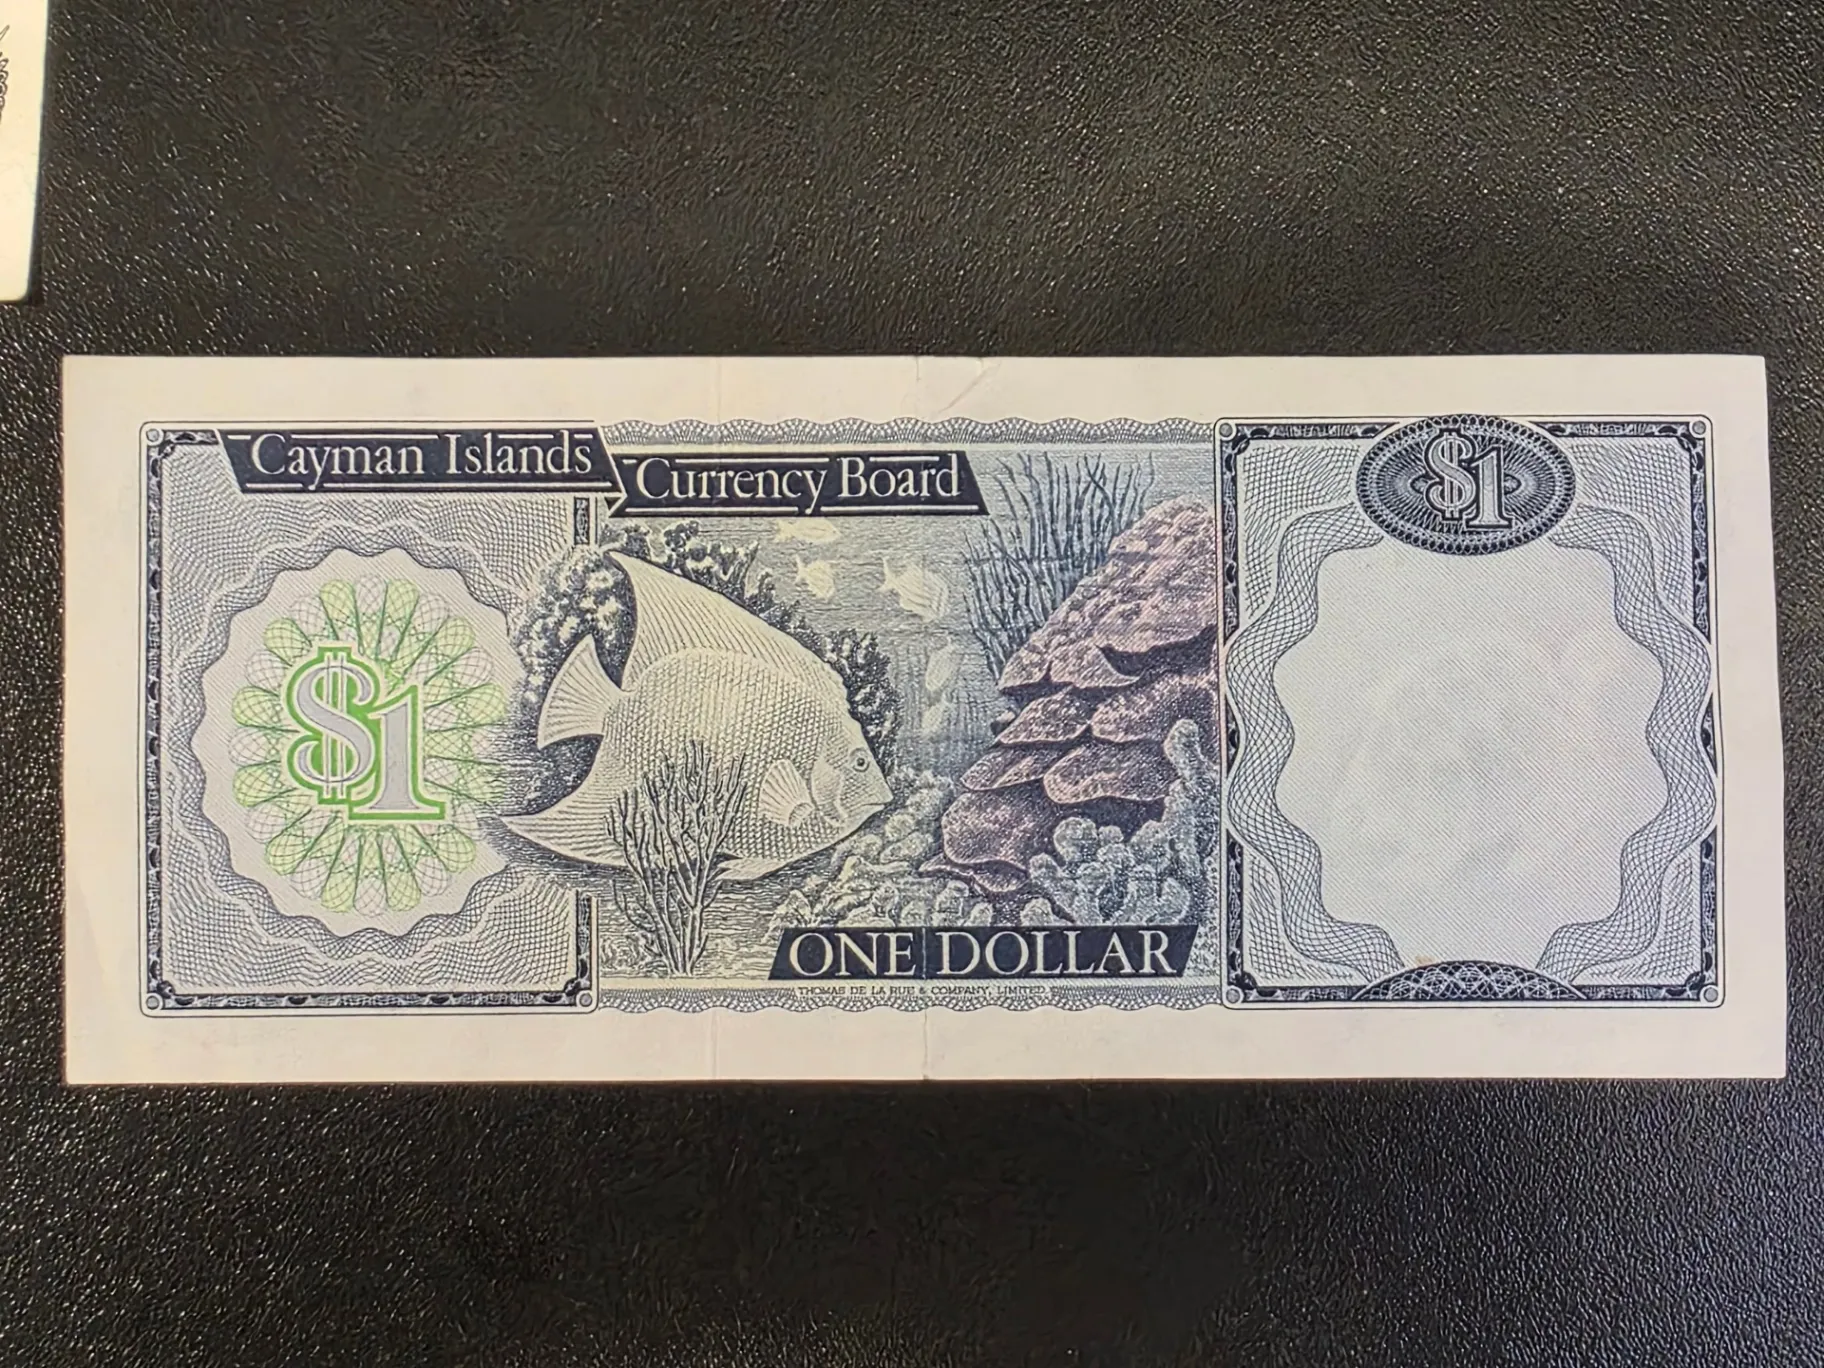 Cayman Islands
Currency Board
$1
$1
ONE DOLLAR
THOMAS DE LA RUE & COMPANY, LIMITED.